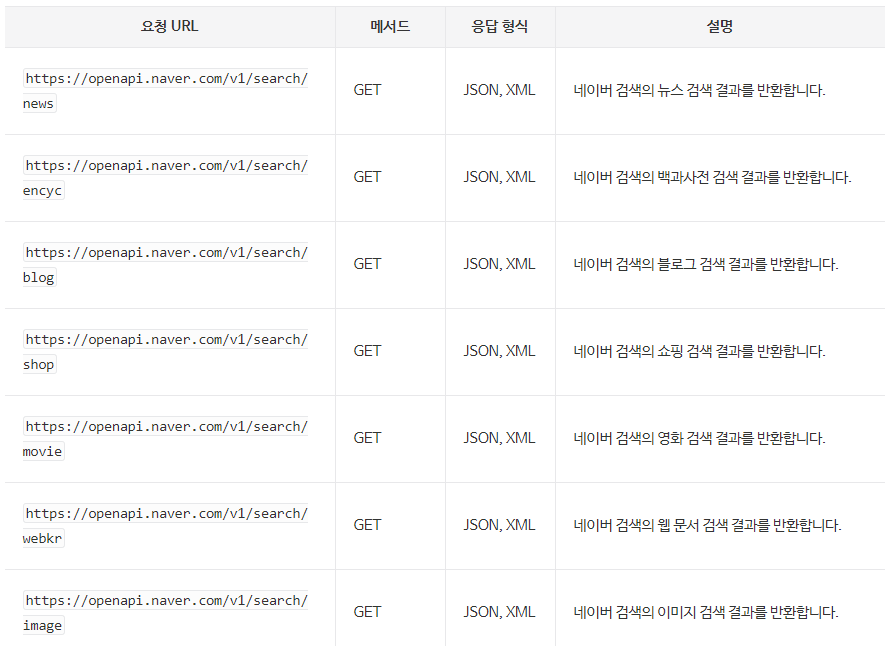 요청 URL 메서드 응답 형식 설명
https://openapi.naver.com/v1/search/
news
GET JSON, XML 네이버 검색의 뉴스 검색 결과를 반환합니다.
https://openapi.naver.com/v1/search/
encyc
GET JSON, XML 네이버 검색의 백과사전 검색 결과를 반환합니다.
https://openapi.naver.com/v1/search/
blog
GET JSON, XML 네이버 검색의 블로그 검색 결과를 반환합니다.
https://openapi.naver.com/v1/search/
shop
GET JSON, XML 네이버 검색의 쇼핑 검색 결과를 반환합니다.
https://openapi.naver.com/v1/search/
movie
GET JSON, XML 네이버 검색의 영화 검색 결과를 반환합니다.
https://openapi.naver.com/v1/search/
webkr
GET JSON, XML 네이버 검색의 웹 문서 검색 결과를 반환합니다.
https://openapi.naver.com/v1/search/
image
GET JSON, XML 네이버 검색의 이미지 검색 결과를 반환합니다.